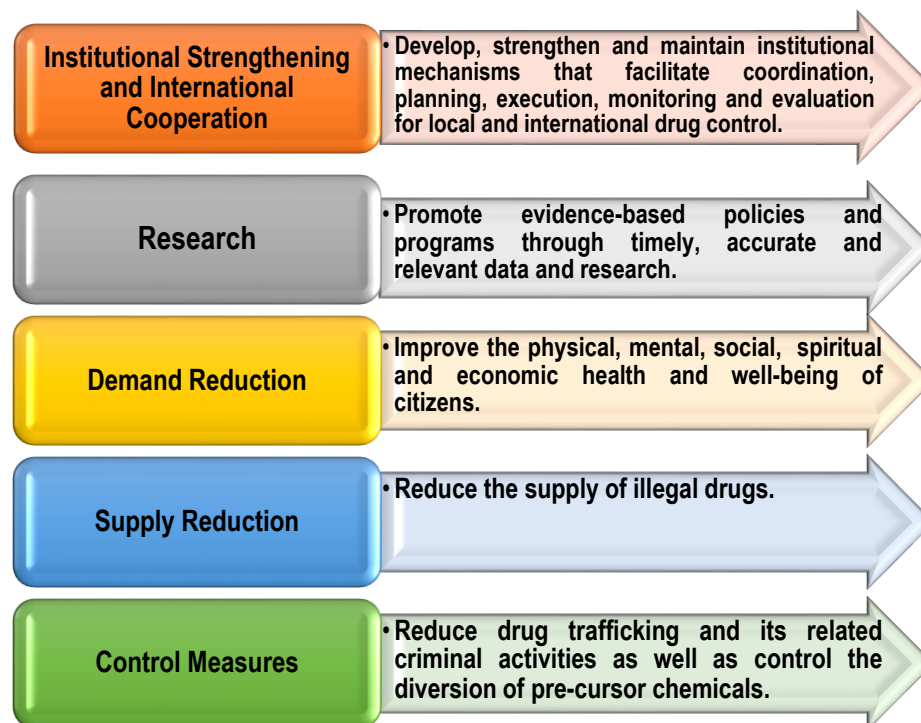 Institutional Strengthening
and International
Cooperation
• Develop, strengthen and maintain institutional
mechanisms that facilitate coordination,
planning, execution, monitoring and evaluation
for local and international drug control.
Research
• Promote evidence-based policies and
programs through timely, accurate and
relevant data and research.
Demand Reduction
• Improve the physical, mental, social, spiritual
and economic health and well-being of
citizens.
Supply Reduction
• Reduce the supply of illegal drugs.
Control Measures
• Reduce drug trafficking and its related
criminal activities as well as control the
diversion of pre-cursor chemicals.